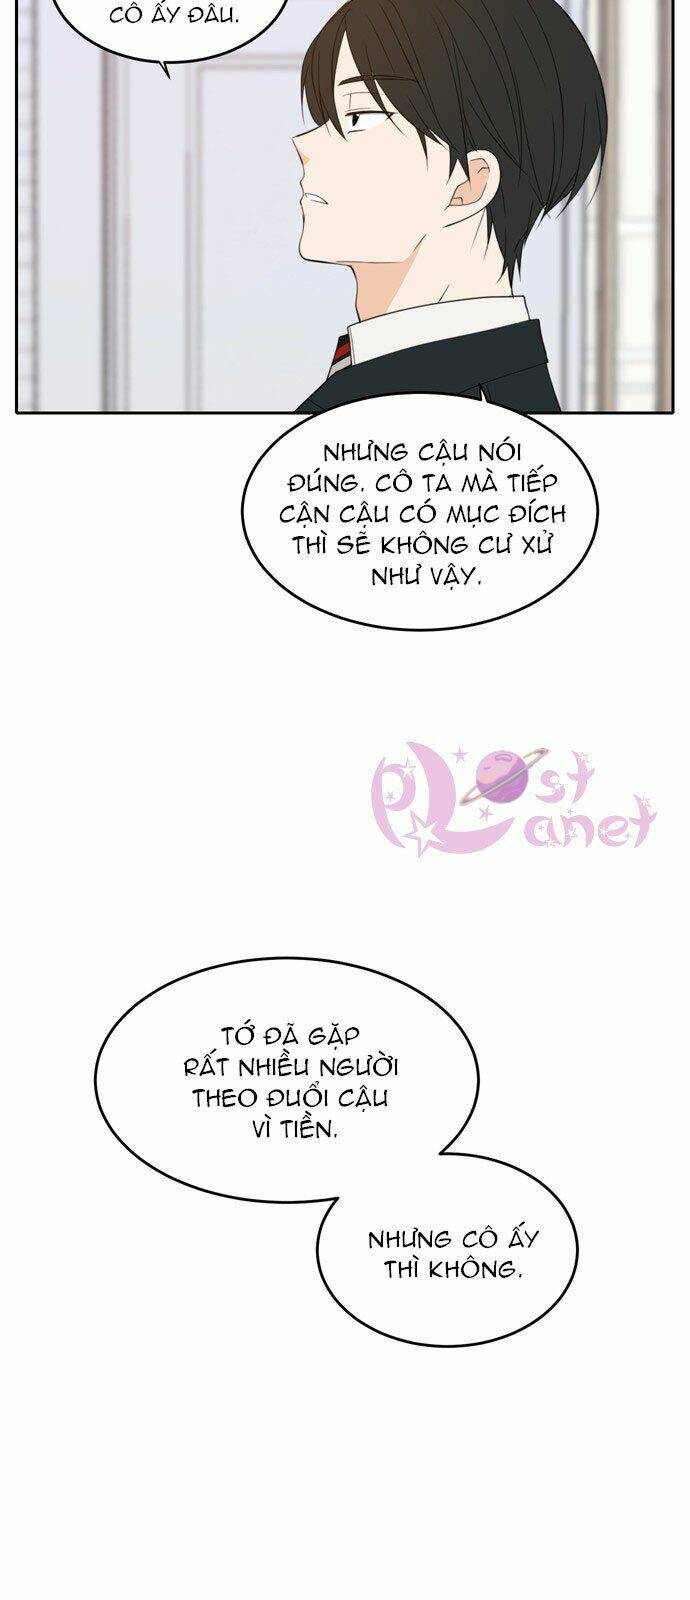 CÔ ẤY ĐÂU.
NHƯNG CẬU NÓI
ĐÚNG. CÔ TA MÀ TIẾP
CẬN CẬU CÓ MỤC ĐÍCH
THÌ SẼ KHÔNG CƯ XỬ
NHƯ VẬY.
Lost
Planet
TỚ ĐÃ GẶP
RẤT NHIỀU NGƯỜI
THEO ĐUỔI CẬU
VÌ TIỀN.
NHƯNG CÔ ẤY
THÌ KHÔNG.